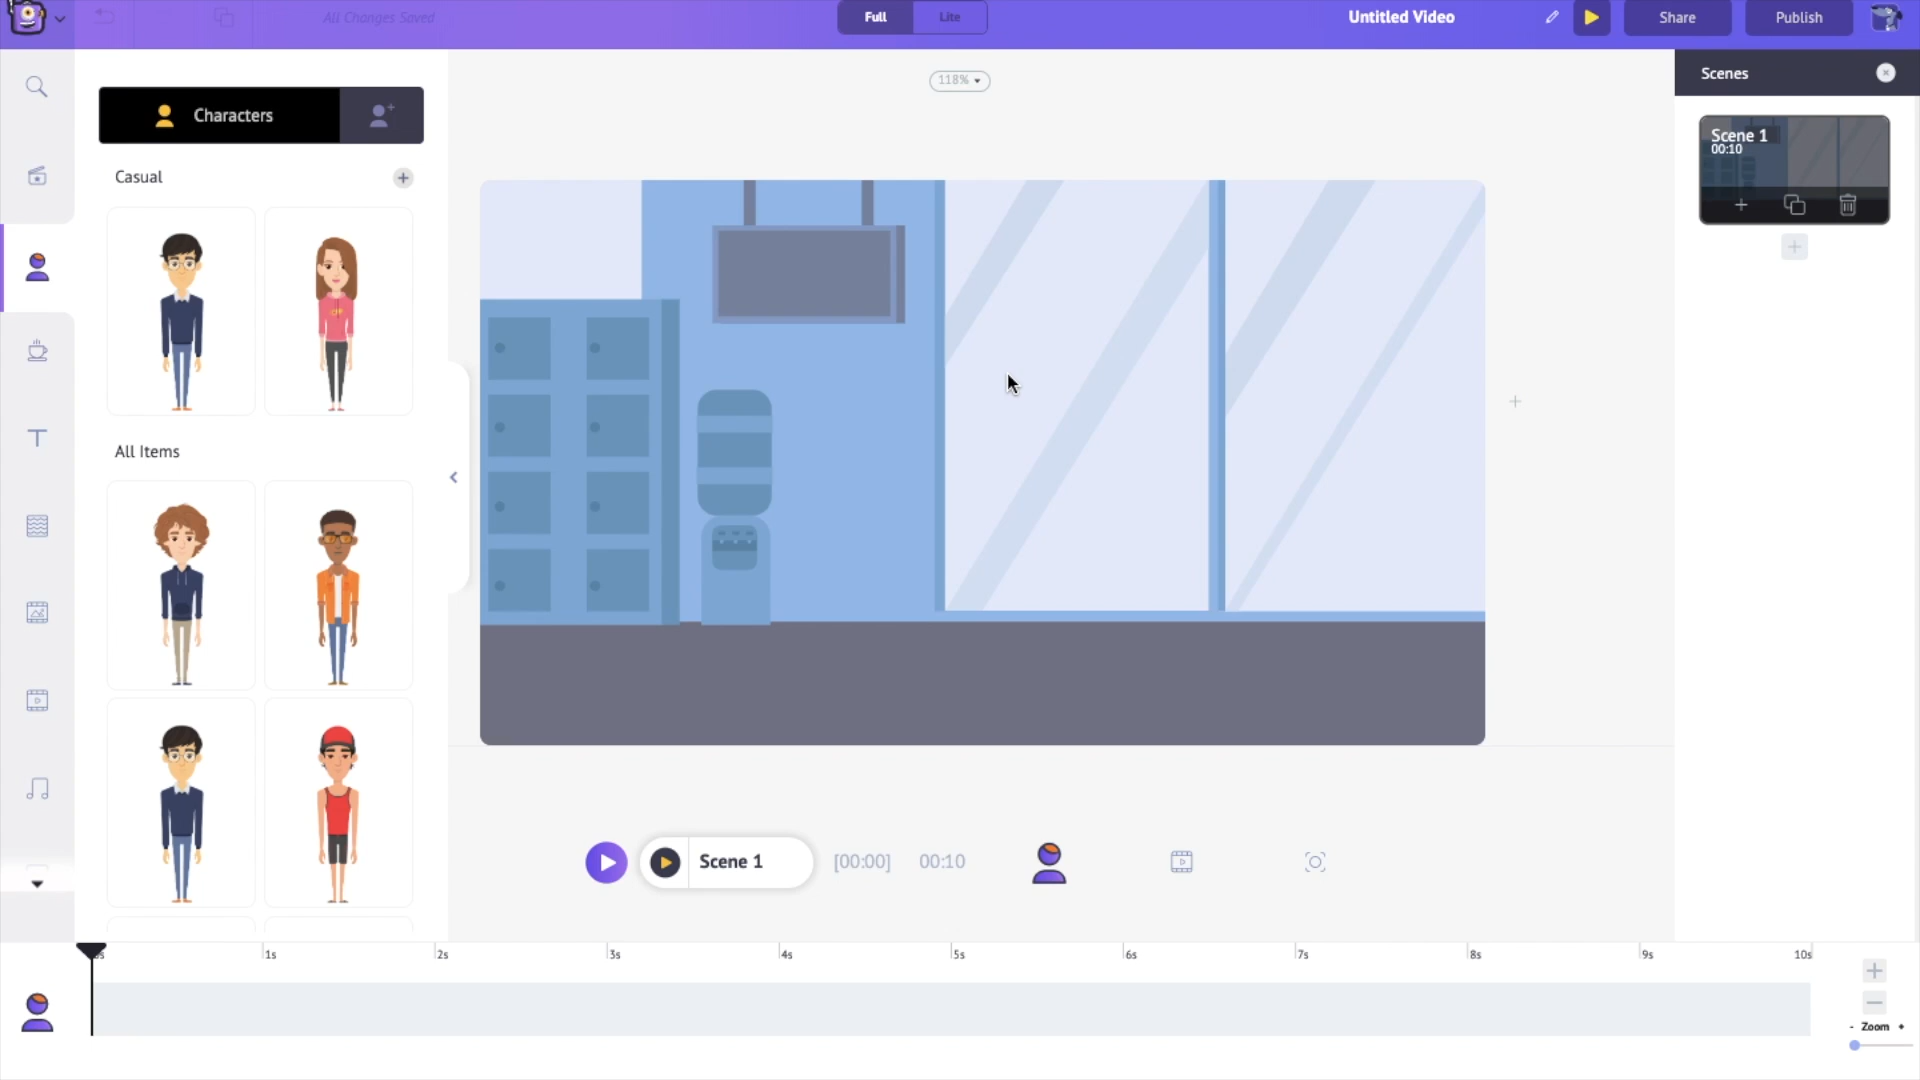 All Changes Saved
Full
Lite
Untitled Video
Share
Publish
118%
Scenes
Characters
Scene 1
00:10
Casual
All Items
Scene 1
[00:00]
00:10
1s
2s
3s
4s
5s
6s
7s
8s
9s
10s
- Zoom +